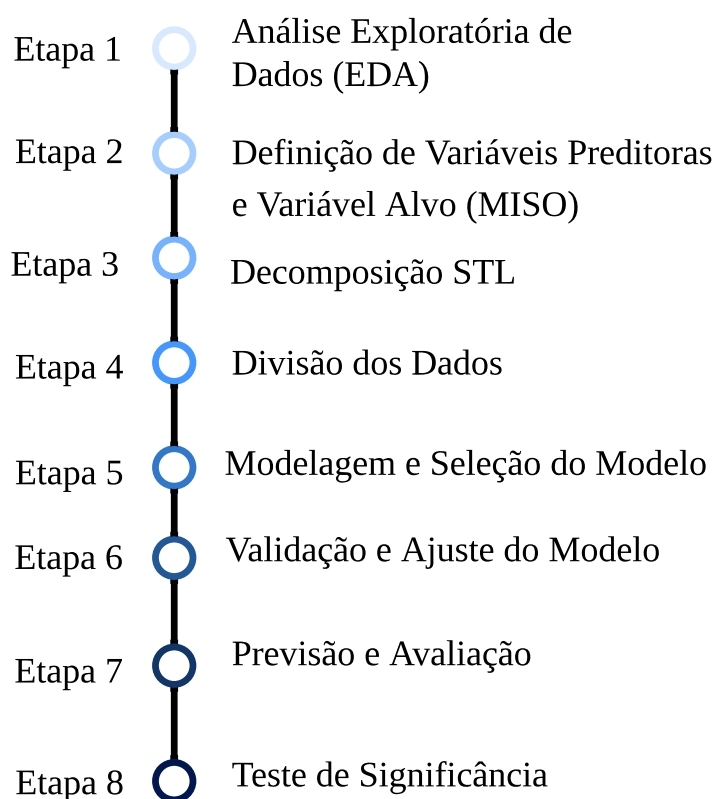 Etapa 1
Análise Exploratória de
Dados (EDA)
Etapa 2
Definição de Variáveis Preditoras
e Variável Alvo (MISO)
Etapa 3
Decomposição STL
Etapa 4
Divisão dos Dados
Etapa 5
Modelagem e Seleção do Modelo
Etapa 6
Validação e Ajuste do Modelo
Etapa 7
Previsão e Avaliação
Etapa 8
Teste de Significância